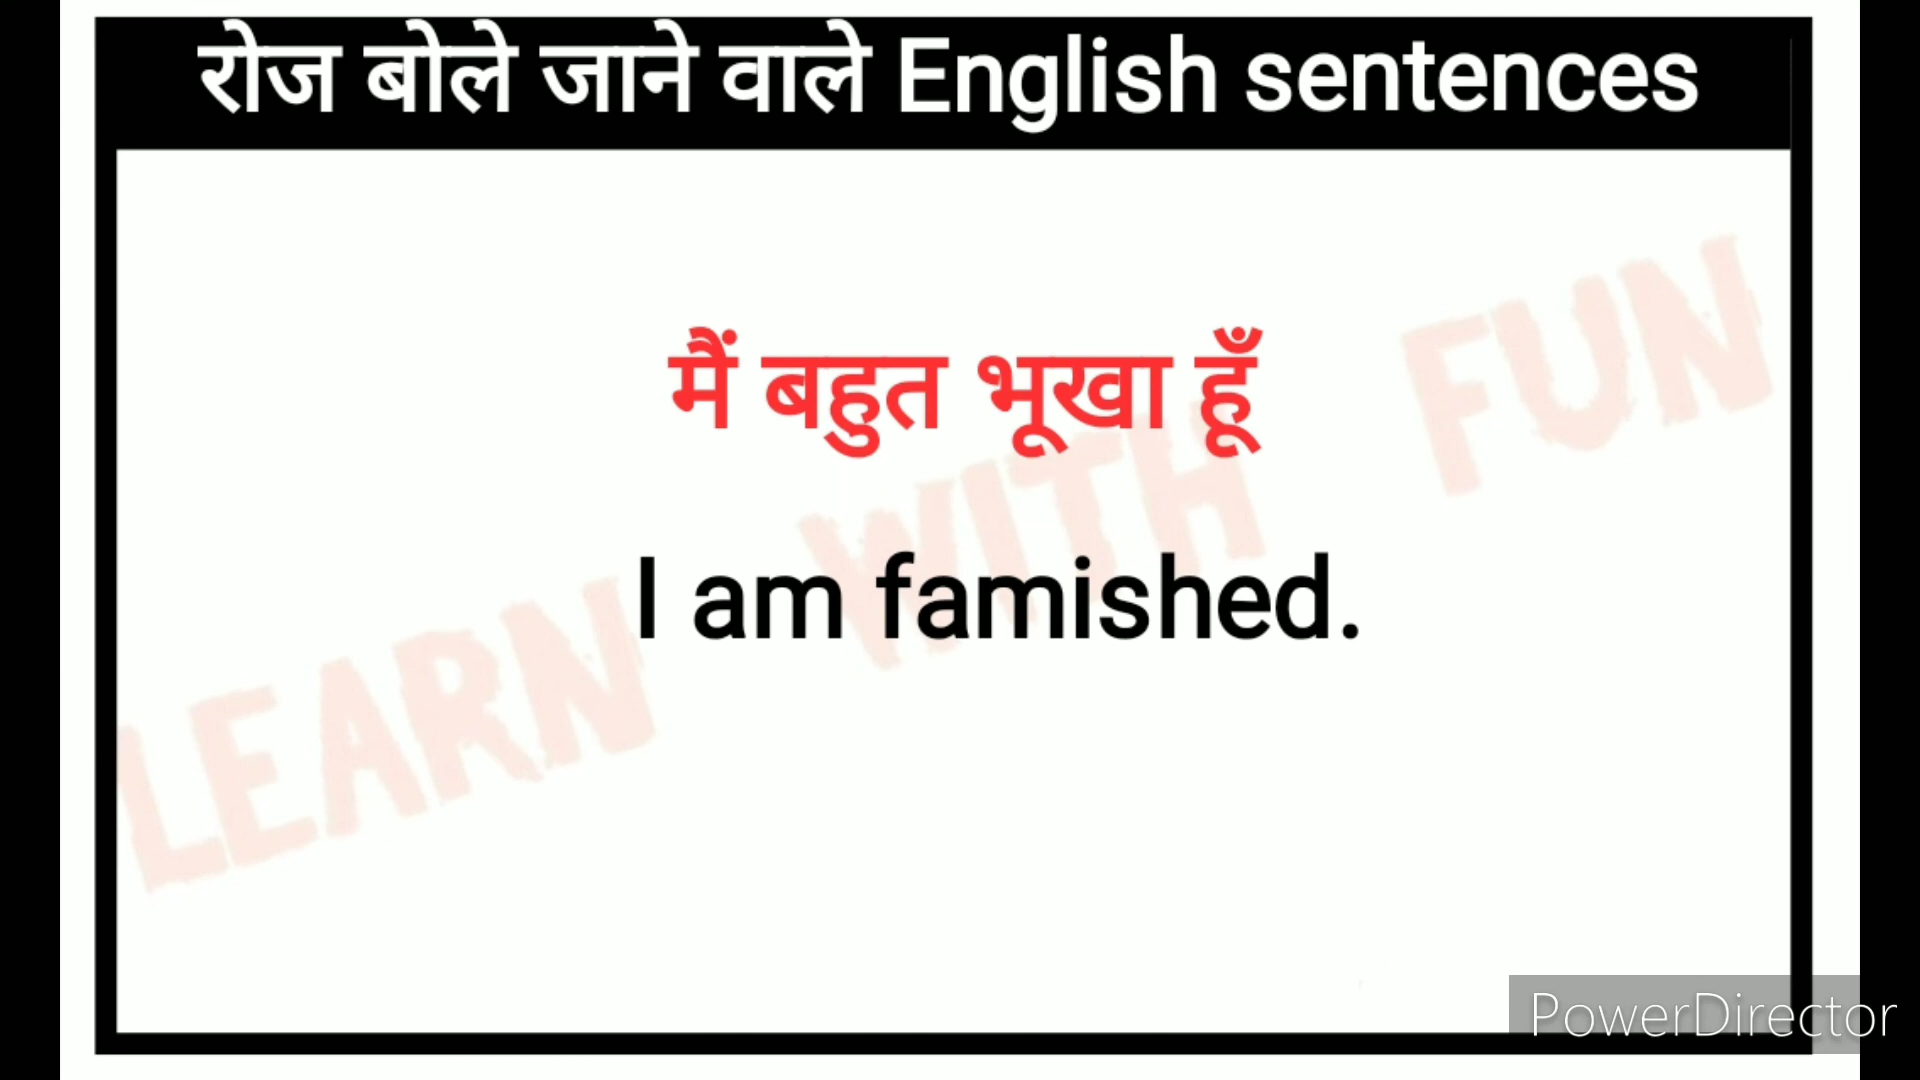 रोज बोले जाने वाले English sentences
मैं बहुत भूखा हूँ
I am famished.
LEARN WITH FUN
PowerDirector